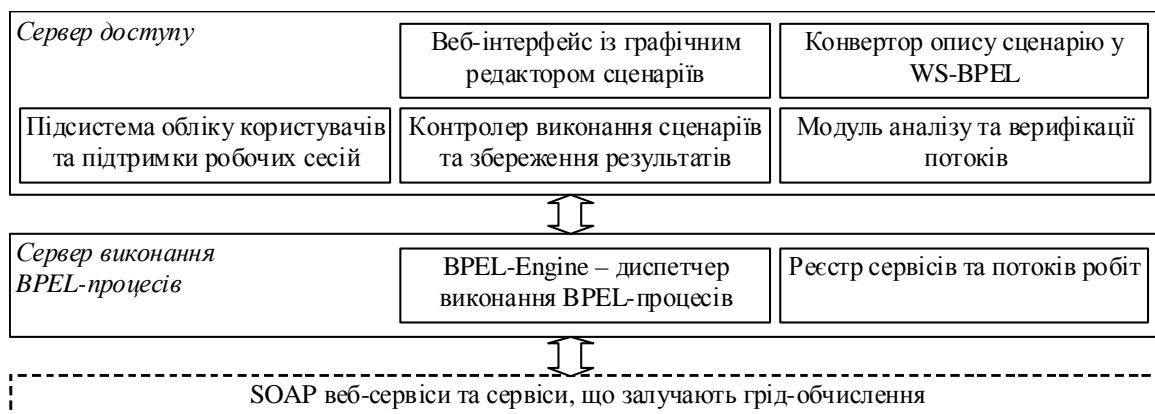 Сервер доступу
Веб-інтерфейс із графічним
редактором сценаріїв
Конвертор опису сценарію у
WS-BPEL
Підсистема обліку користувачів
та підтримки робочих сесій
Контролер виконання сценаріїв
та збереження результатів
Модуль аналізу та верифікації
потоків
Сервер виконання
BPEL-процесів
BPEL-Engine – диспетчер
виконання BPEL-процесів
Реєстр сервісів та потоків робіт
SOAP веб-сервіси та сервіси, що залучають грід-обчислення